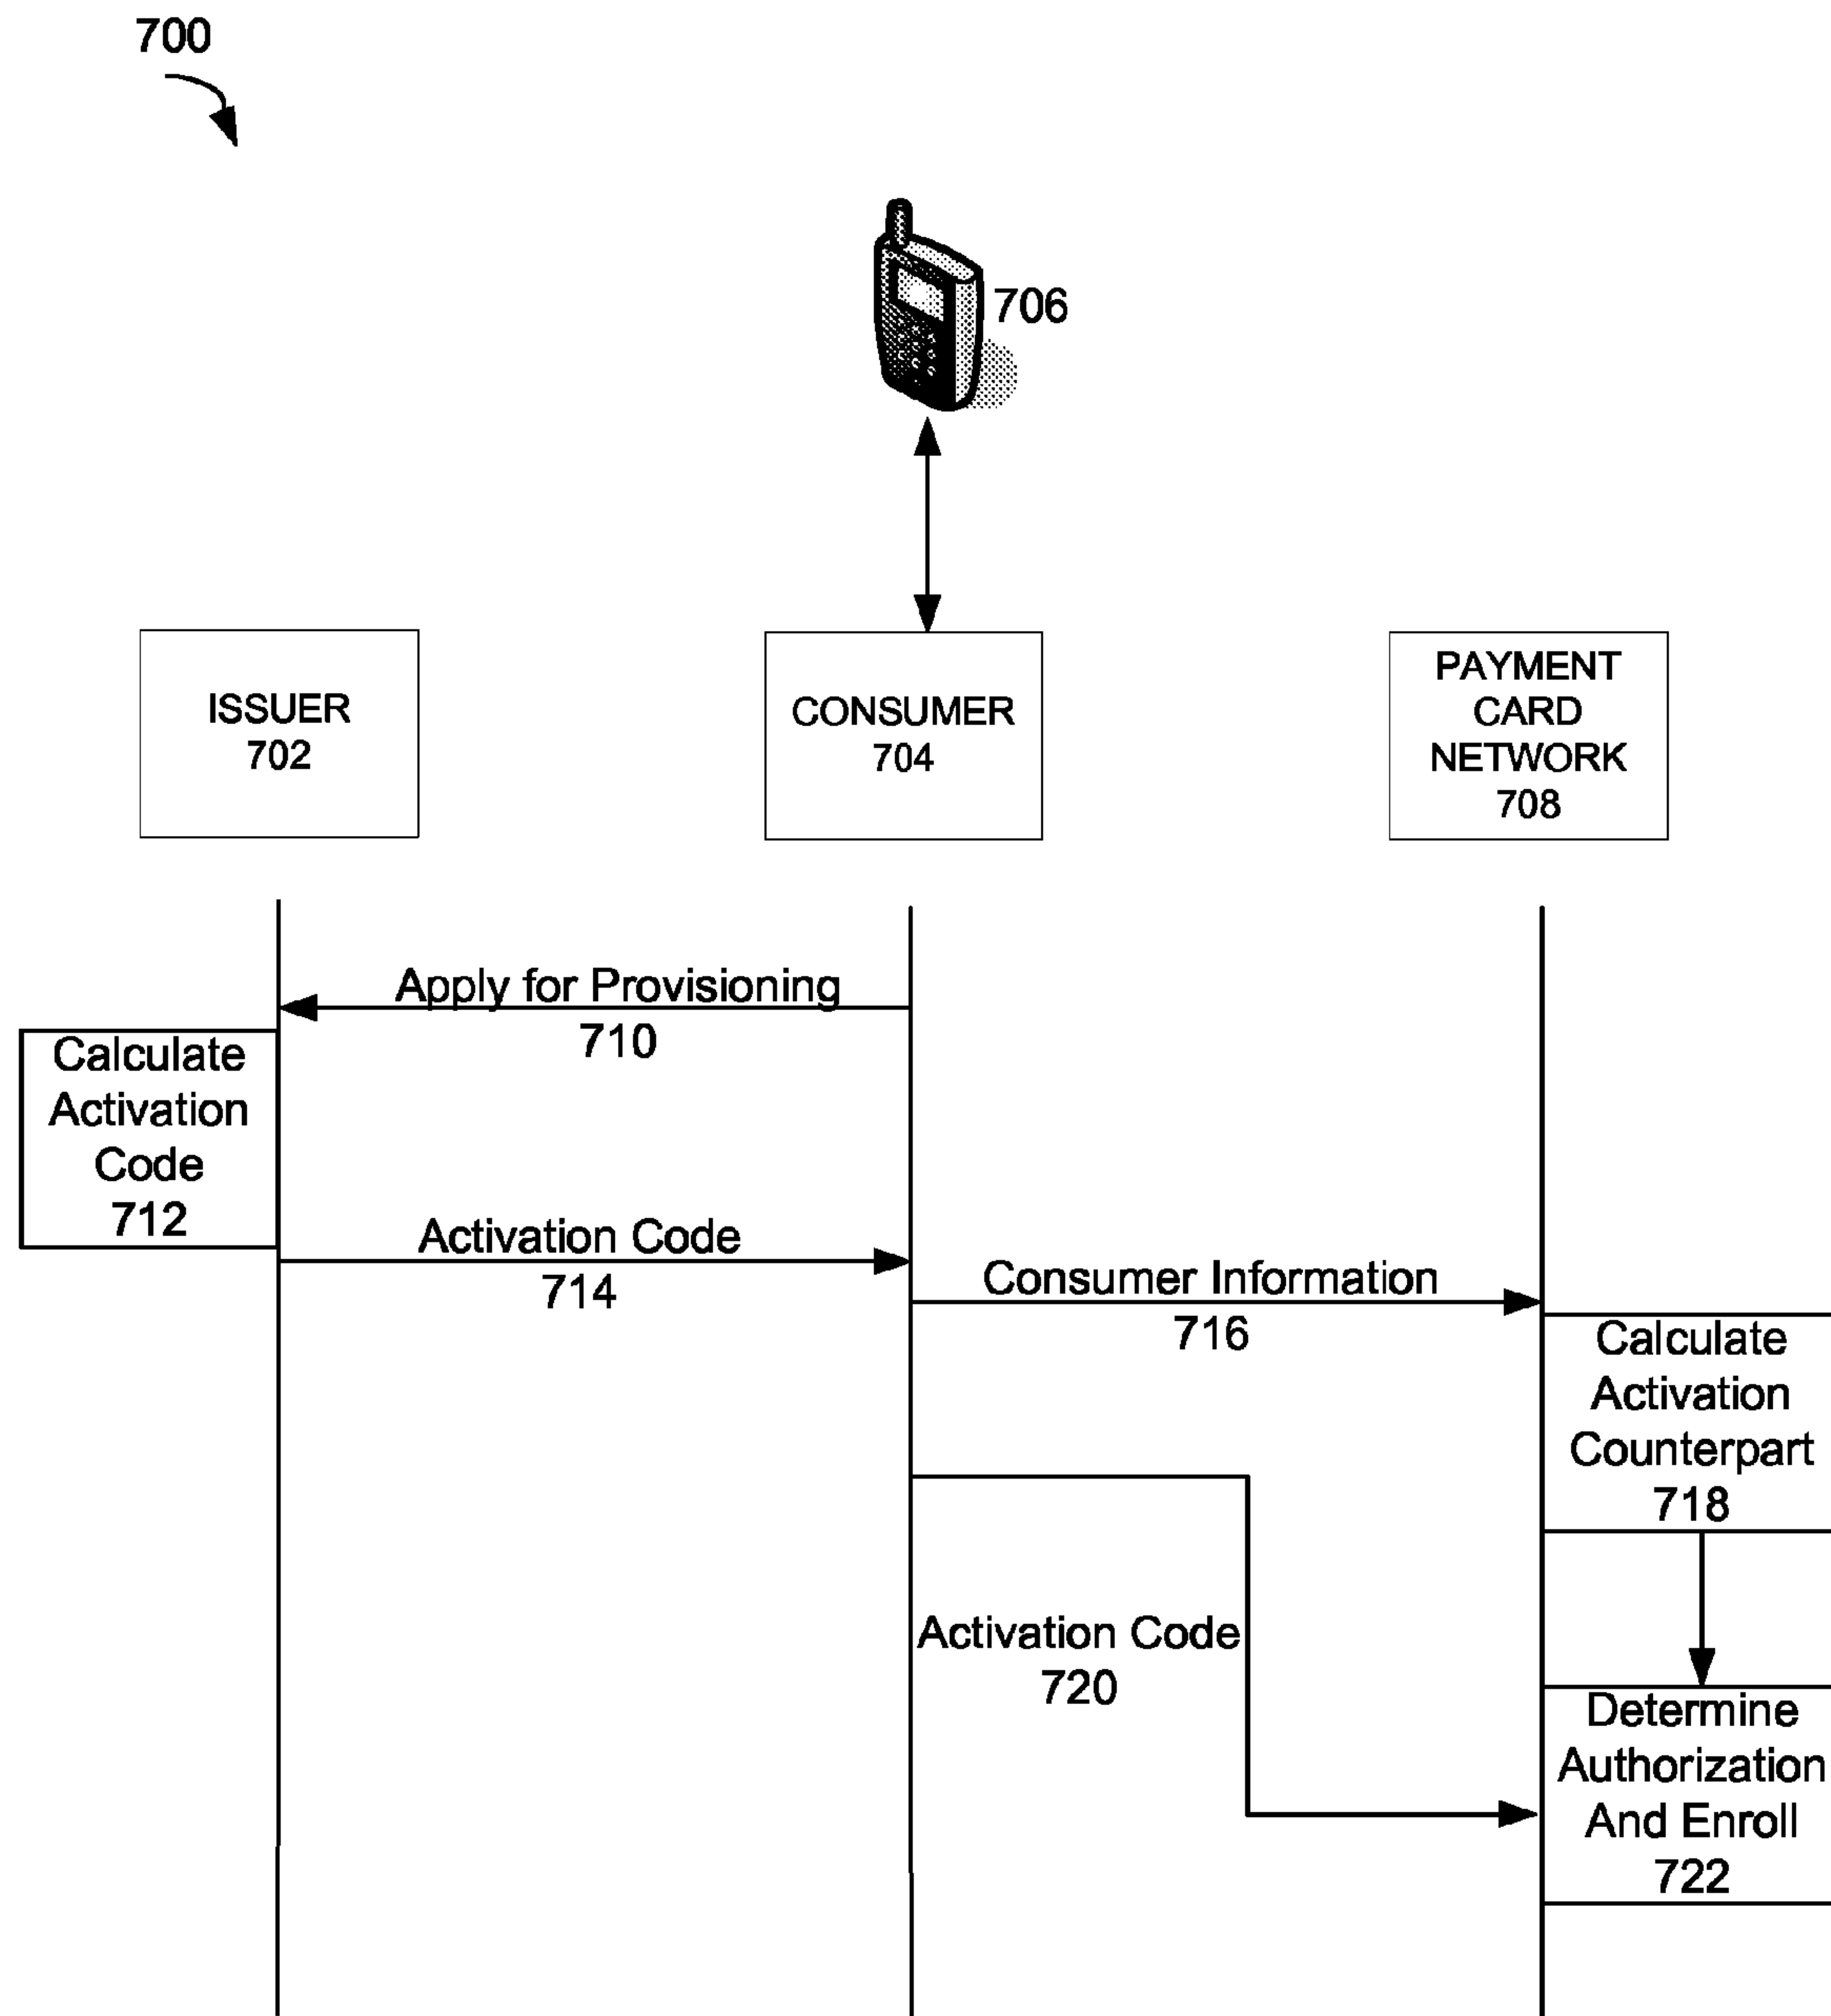 700
706
ISSUER
702
CONSUMER
704
PAYMENT
CARD
NETWORK
708
Apply for Provisioning
710
Calculate
Activation
Code
712
Activation Code
714
Consumer Information
716
Calculate
Activation
Counterpart
718
Activation Code
720
Determine
Authorization
And Enroll
722